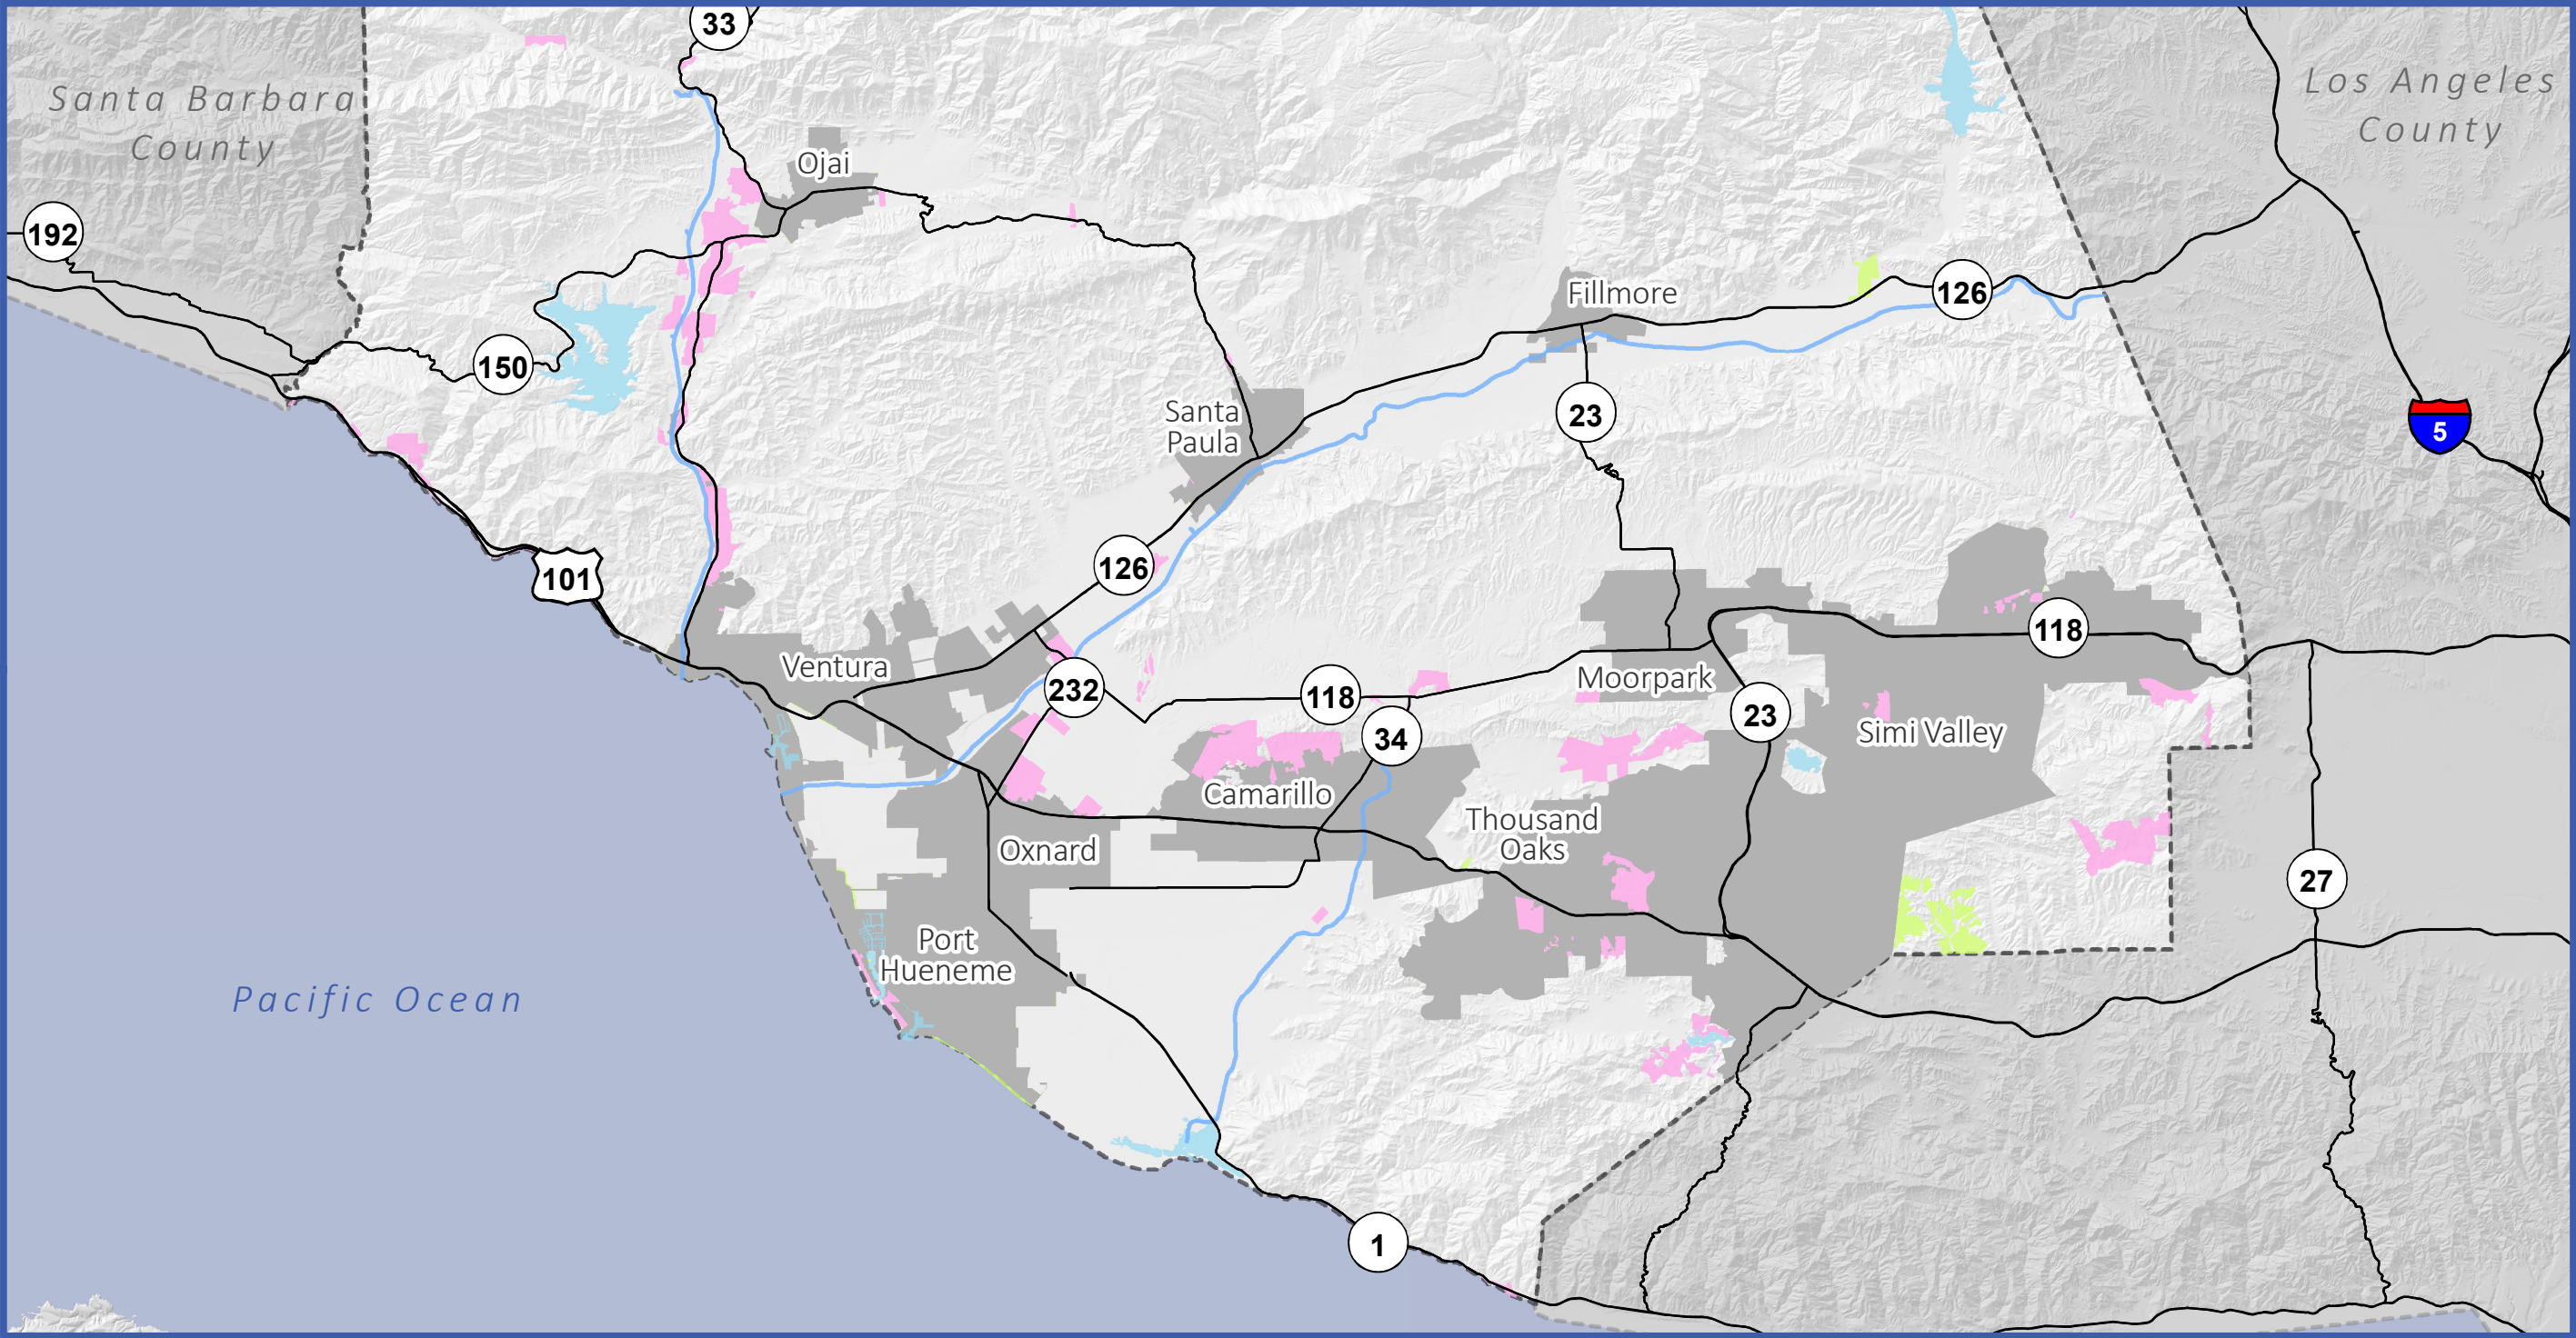 33
Santa Barbara
County
Los Angeles
County
Ojai
192
126
Fillmore
150
23
Santa
Paula
5
126
101
118
Ventura
232
118
Moorpark
34
23
Simi Valley
Camarillo
Thousand
Oaks
Oxnard
27
Port
Hueneme
Pacific Ocean
1